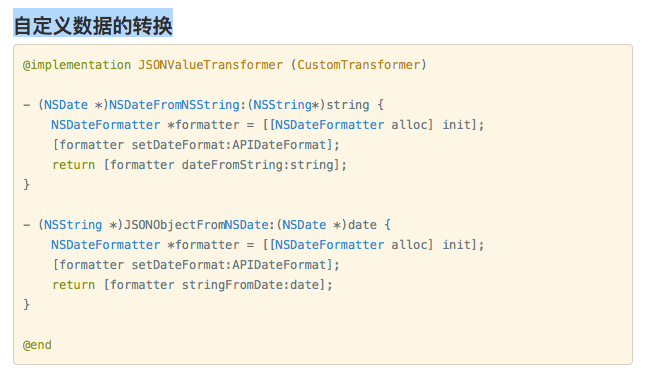 自定义数据的转换
@implementation JSONValueTransformer (CustomTransformer)
- (NSDate *)NSDateFromNSString:(NSString*)string {
    NSDateFormatter *formatter = [[NSDateFormatter alloc] init];
    [formatter setDateFormat:APIDateFormat];
    return [formatter dateFromString:string];
}
- (NSString *)JSONObjectFromNSDate:(NSDate *)date {
    NSDateFormatter *formatter = [[NSDateFormatter alloc] init];
    [formatter setDateFormat:APIDateFormat];
    return [formatter stringFromDate:date];
}
@end